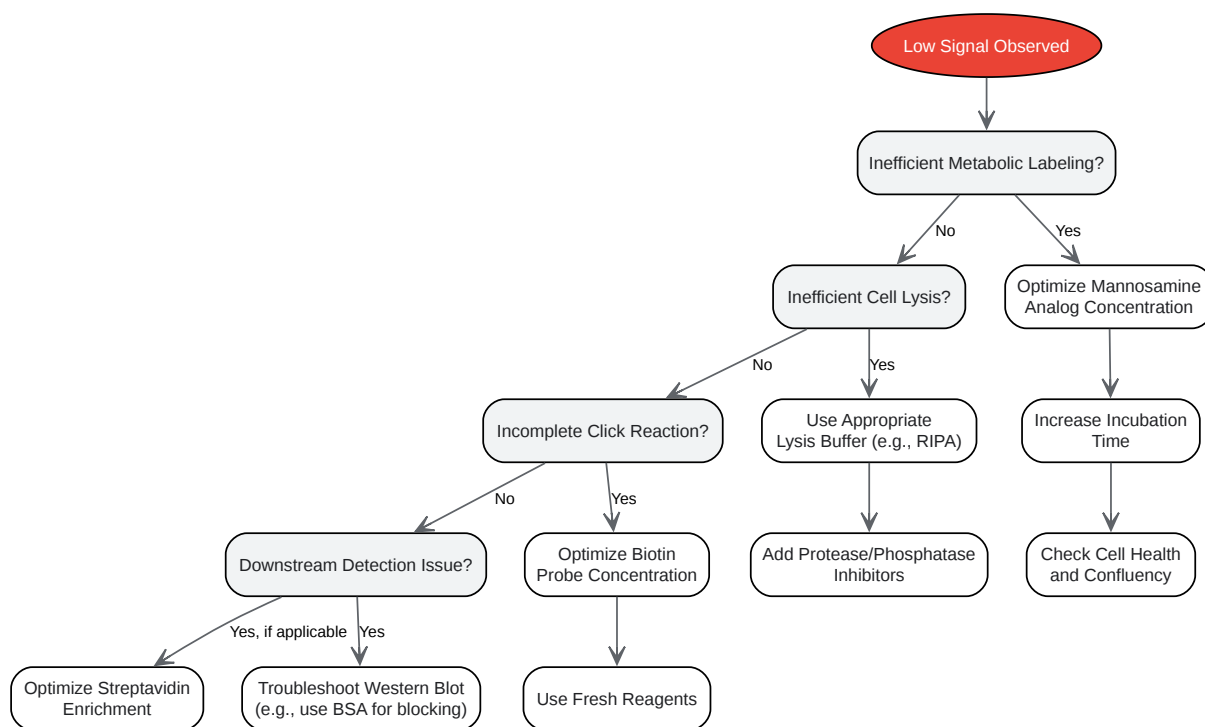 Low Signal Observed
Inefficient Metabolic Labeling?
No
Yes
Inefficient Cell Lysis?
Optimize Mannosamine
Analog Concentration
No
Yes
Incomplete Click Reaction?
Use Appropriate
Lysis Buffer (e.g., RIPA)
Increase Incubation
Time
No
Yes
Downstream Detection Issue?
Optimize Biotin
Probe Concentration
Add Protease/Phosphatase
Inhibitors
Check Cell Health
and Confluency
Yes, if applicable
Yes
Optimize Streptavidin
Enrichment
Troubleshoot Western Blot
(e.g., use BSA for blocking)
Use Fresh Reagents